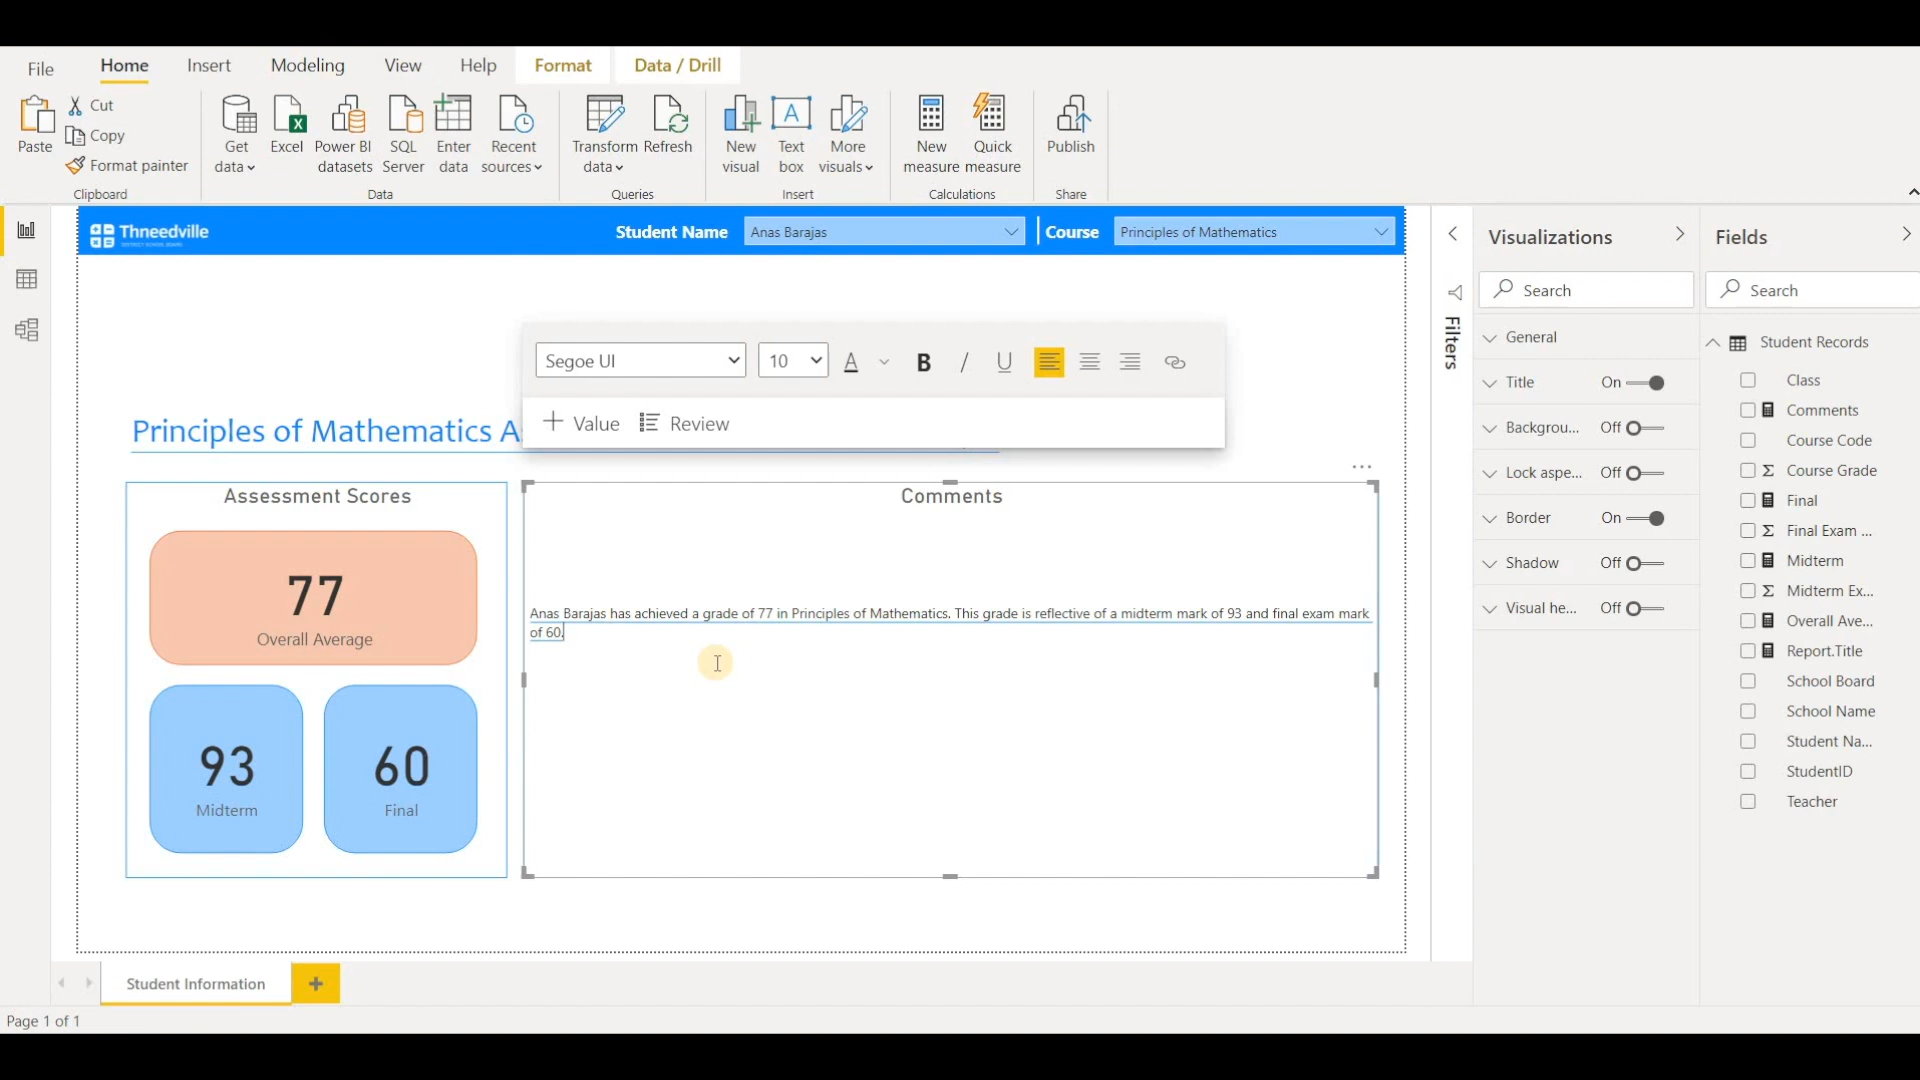 File
Home
Insert
Modeling
View
Help
Format
Data / Drill
Paste
Cut
Copy
Format painter
Clipboard
Get data
Excel
Power BI datasets
SQL Server
Enter data
Recent sources
Data
Transform data
Refresh
Queries
New visual
Text box
More visuals
Insert
New measure
Quick measure
Calculations
Publish
Share
Thneedville
Student Name
Anas Barajas
Course
Principles of Mathematics
Segoe UI
10
A
B
I
U
Value
Review
Principles of Mathematics A
Assessment Scores
77
Overall Average
93
Midterm
60
Final
Comments
Anas Barajas has achieved a grade of 77 in Principles of Mathematics. This grade is reflective of a midterm mark of 93 and final exam mark
of 60.
Filters
Visualizations
Search
General
Title On
Backgrou... Off
Lock aspe... Off
Border On
Shadow Off
Visual he... Off
Fields
Search
Student Records
Class
Comments
Course Code
Course Grade
Final
Final Exam ...
Midterm
Midterm Ex...
Overall Ave...
Report.Title
School Board
School Name
Student Na...
StudentID
Teacher
Student Information
Page 1 of 1